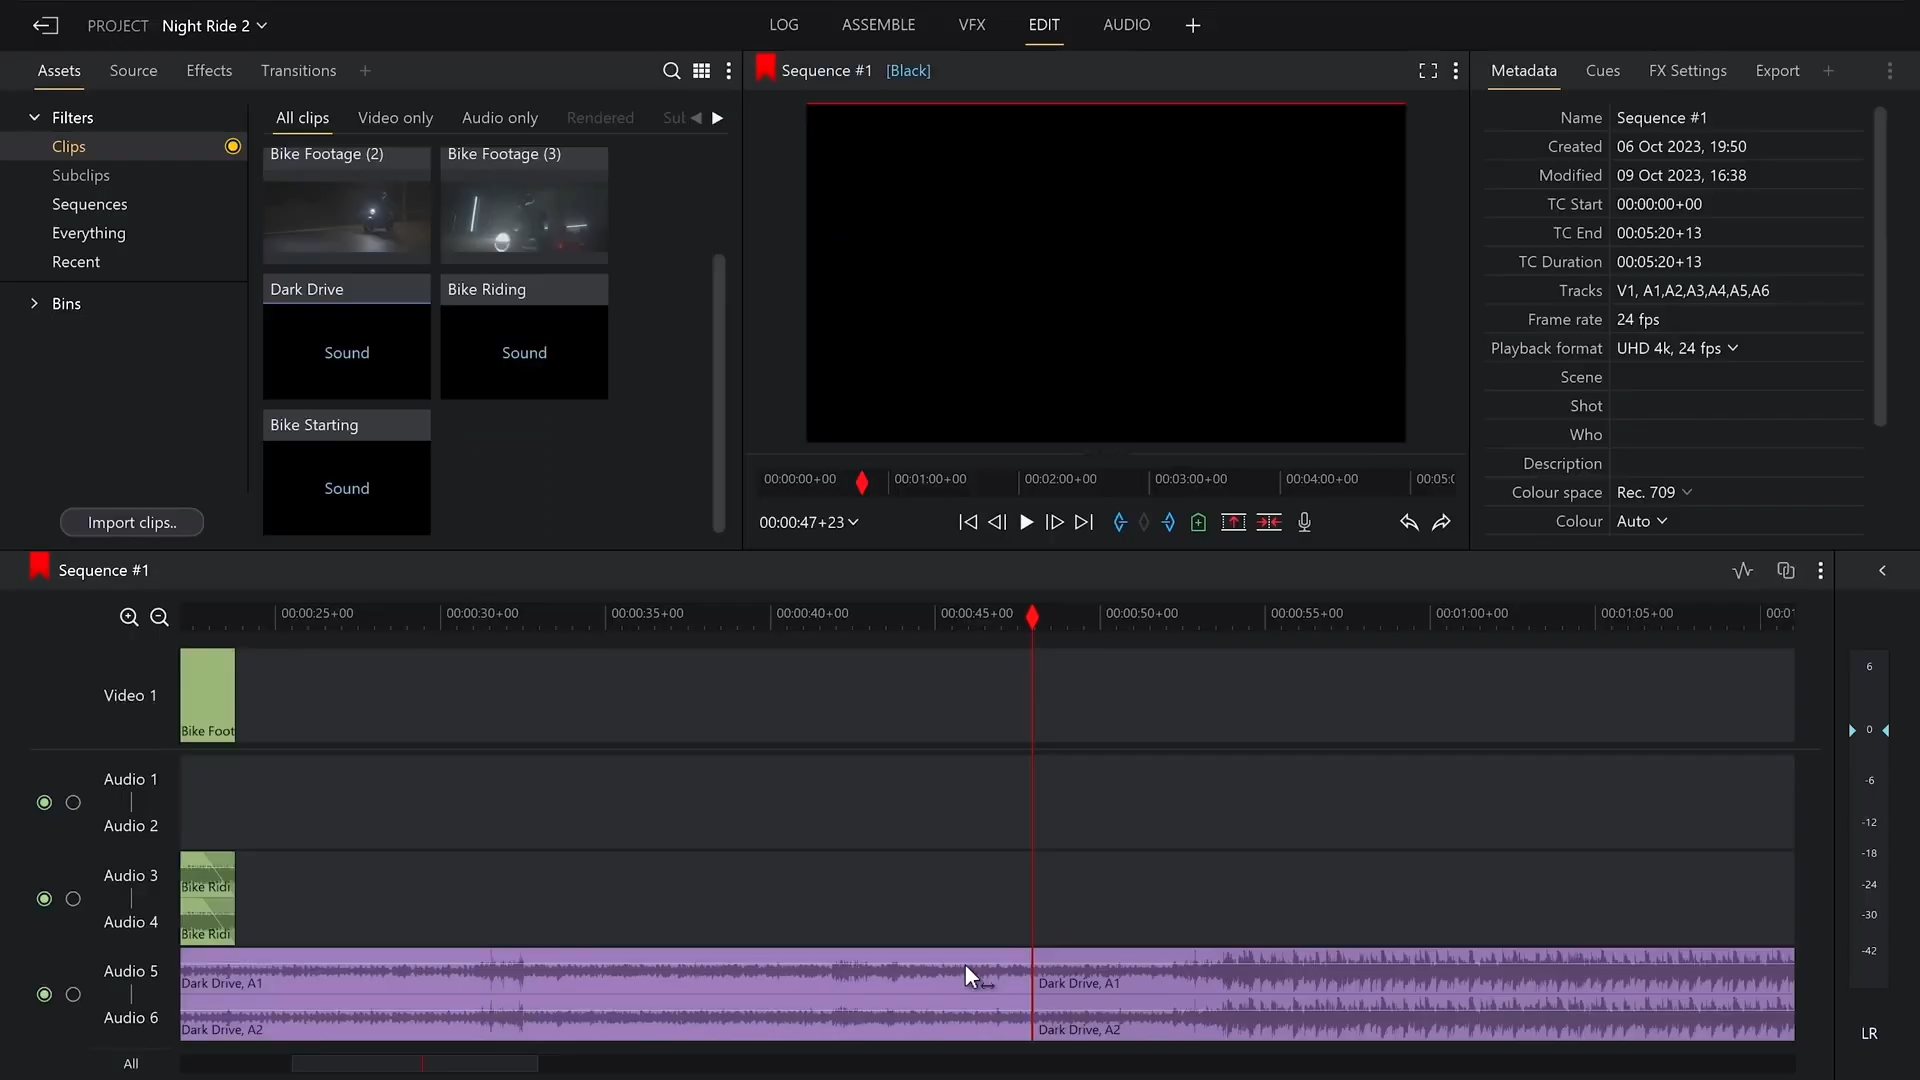 PROJECT Night Ride 2
LOG ASSEMBLE VFX EDIT AUDIO
Assets Source Effects Transitions
Sequence #1 [Black]
Metadata Cues FX Settings Export
Filters
Clips
Subclips
Sequences
Everything
Recent
Bins
Import clips..
All clips Video only Audio only Rendered Sul
Bike Footage (2) Bike Footage (3)
Dark Drive Bike Riding
Sound Sound
Bike Starting
Sound
00:00:00+00 00:01:00+00 00:02:00+00 00:03:00+00 00:04:00+00 00:05:0
00:00:47+23
Name Sequence #1
Created 06 Oct 2023, 19:50
Modified 09 Oct 2023, 16:38
TC Start 00:00:00+00
TC End 00:05:20+13
TC Duration 00:05:20+13
Tracks V1, A1,A2,A3,A4,A5,A6
Frame rate 24 fps
Playback format UHD 4k, 24 fps
Scene
Shot
Who
Description
Colour space Rec. 709
Colour Auto
Sequence #1
00:00:25+00 00:00:30+00 00:00:35+00 00:00:40+00 00:00:45+00 00:00:50+00 00:00:55+00 00:01:00+00 00:01:05+00 00:01
Video 1
Bike Foot
Audio 1
Audio 2
Audio 3
Bike Ridi
Audio 4
Bike Ridi
Audio 5
Dark Drive, A1 Dark Drive, A1
Audio 6
Dark Drive, A2 Dark Drive, A2
All
6
0
-6
-12
-18
-24
-30
-42
LR